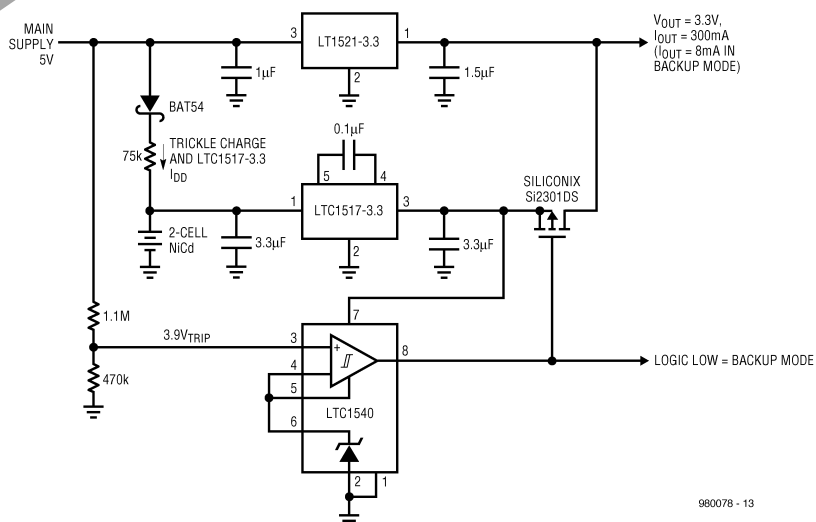 MAIN
SUPPLY
5V
3
LT1521-3.3
1
2
1µF
1.5µF
VOUT = 3.3V,
IOUT = 300mA
(IOUT = 8mA IN
BACKUP MODE)
BAT54
75k
TRICKLE CHARGE
AND LTC1517-3.3
IDD
0.1µF
5
4
1
LTC1517-3.3
3
2
SILICONIX
Si2301DS
2-CELL
NiCd
3.3µF
3.3µF
1.1M
3.9VTRIP
470k
7
3
+
4
5
8
LTC1540
6
2
1
LOGIC LOW = BACKUP MODE
980078 - 13